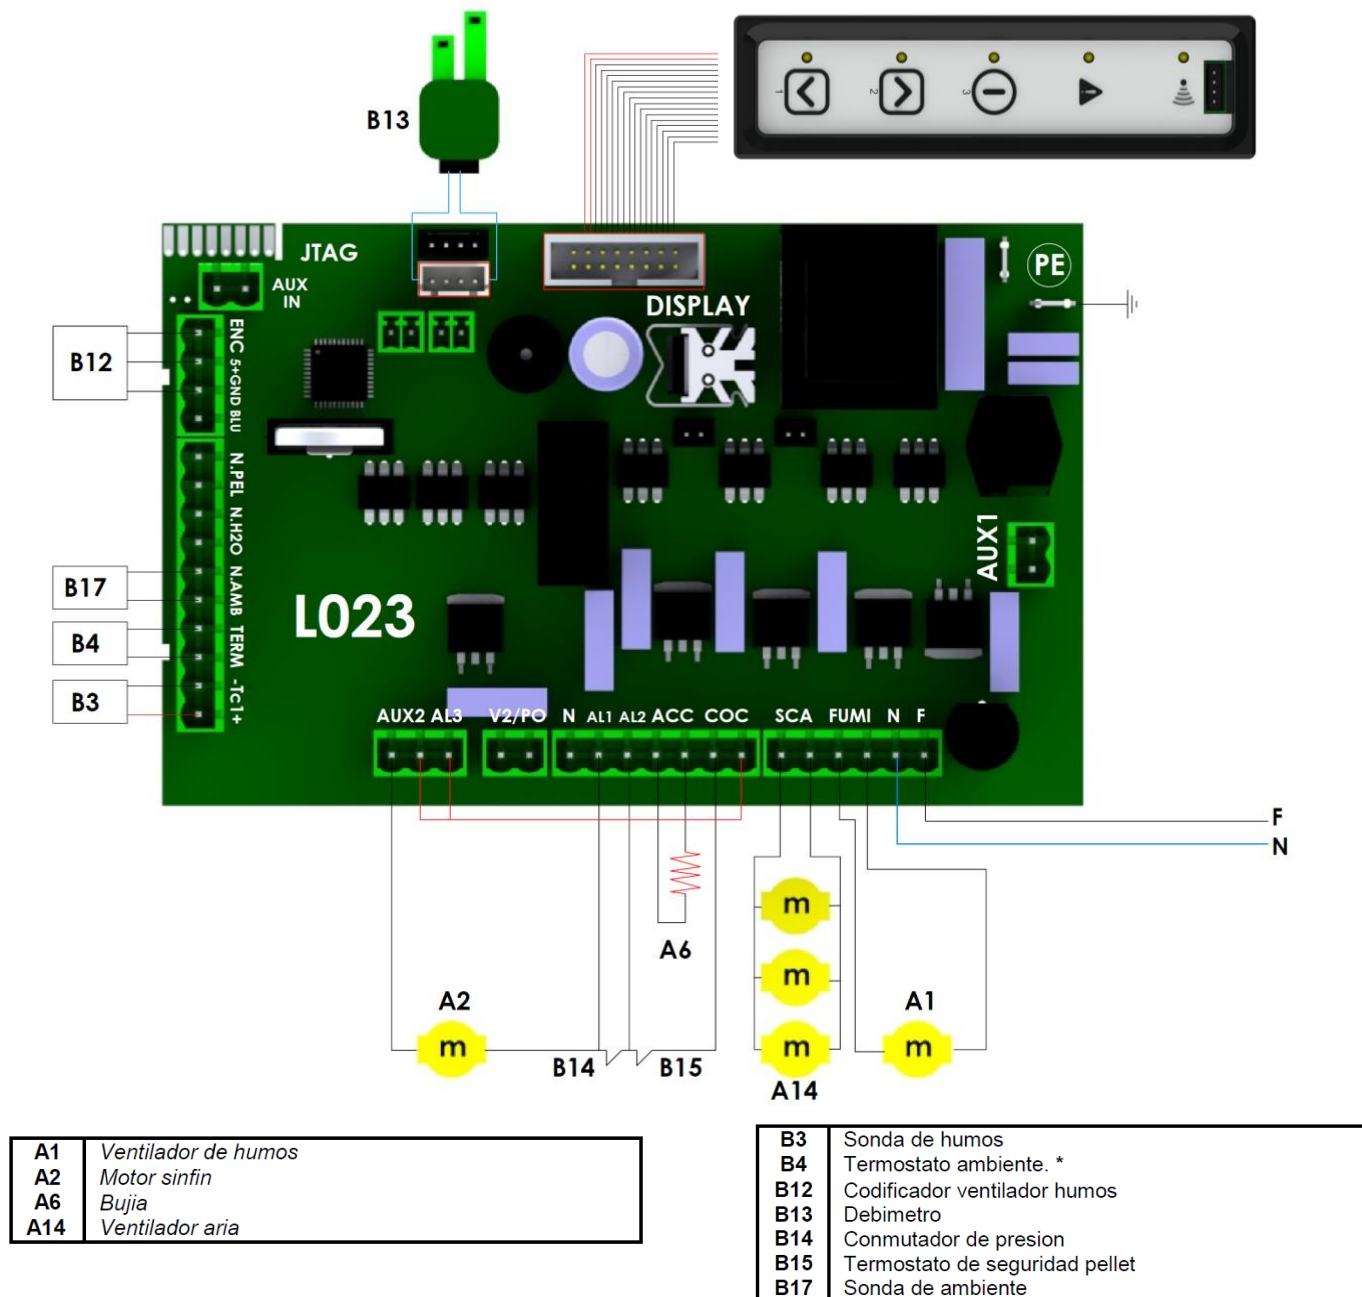 B13
1
2
3
JTAG
AUX
IN
PE
DISPLAY
B12
ENC
5+GND
BLU
N.PEL
N.H2O
AUX1
B17
N.AMB
B4
TERM
L023
B3
-Tc1+
AUX2 AL3 V2/PO N AL1 AL2 ACC COC SCA FUMI N F
F
N
A6
A2
A1
m
m
m
m
m
B14
B15
A14
A1 Ventilador de humos
A2 Motor sinfin
A6 Bujia
A14 Ventilador aria
B3 Sonda de humos
B4 Termostato ambiente. *
B12 Codificador ventilador humos
B13 Debimetro
B14 Conmutador de presion
B15 Termostato de seguridad pellet
B17 Sonda de ambiente